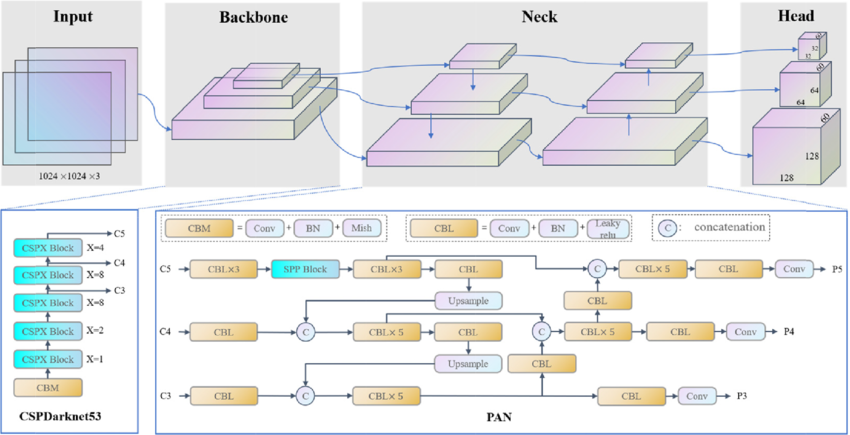 Input
Backbone
Neck
Head
1024 ×1024 ×3
60
32
32
60
64
64
60
128
128
C5
CSPX Block X=4
C4
CSPX Block X=8
C3
CSPX Block X=8
CSPX Block X=2
CSPX Block X=1
CBM
CSPDarknet53
CBM = Conv + BN + Mish
CBL = Conv + BN + Leaky relu
C : concatenation
C5 CBL×3 SPP Block CBL×3 CBL C CBL× 5 CBL Conv P5
Upsample CBL
C4 CBL C CBL× 5 CBL C CBL× 5 CBL Conv P4
Upsample CBL
C3 CBL C CBL× 5 CBL Conv P3
PAN